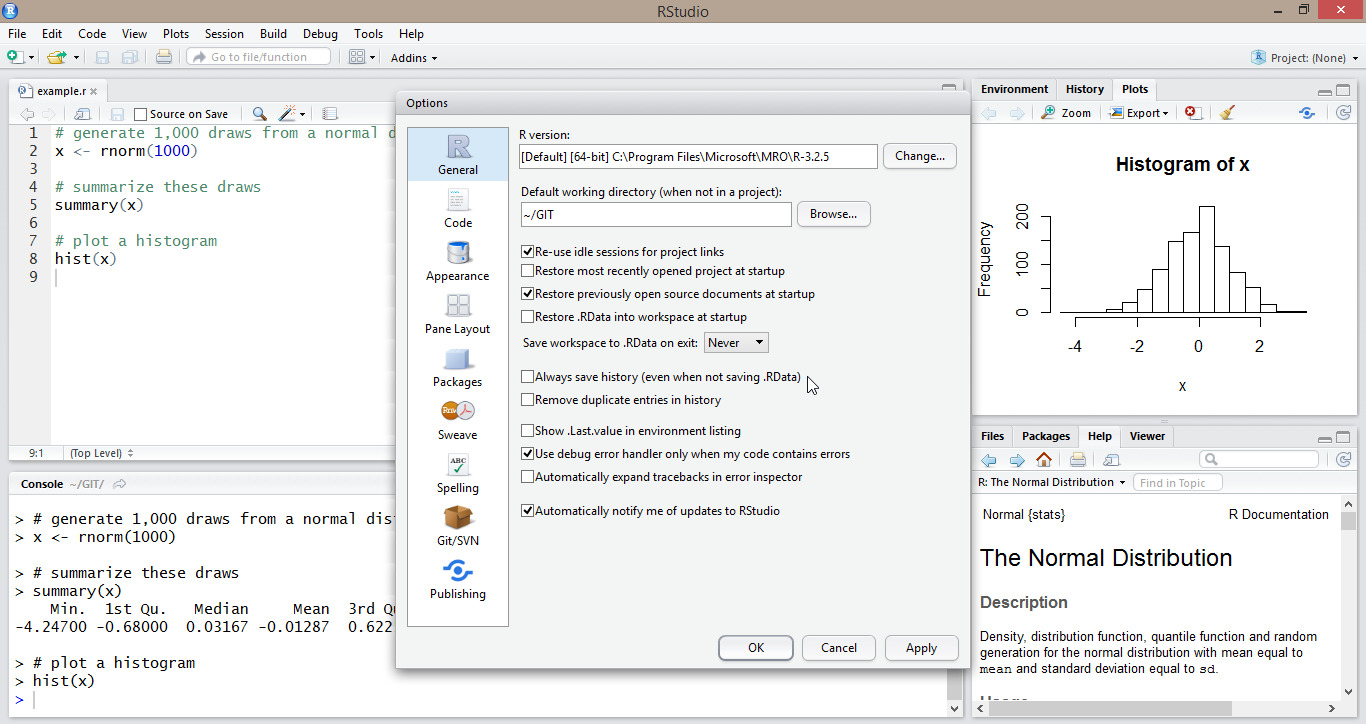 RStudio
File Edit Code View Plots Session Build Debug Tools Help
Go to file/function Addins Project: (None)
example.r
Source on Save
1 # generate 1,000 draws from a normal d
2 x <- rnorm(1000)
3
4 # summarize these draws
5 summary(x)
6
7 # plot a histogram
8 hist(x)
9
9:1 (Top Level)
Console ~/GIT/
> # generate 1,000 draws from a normal dis
> x <- rnorm(1000)
> # summarize these draws
> summary(x)
Min. 1st Qu. Median Mean 3rd Q
-4.24700 -0.68000 0.03167 -0.01287 0.622
> # plot a histogram
> hist(x)
>
Options
General
Code
Appearance
Pane Layout
Packages
Sweave
ABC
Spelling
Git/SVN
Publishing
R version:
[Default] [64-bit] C:\Program Files\Microsoft\MRO\R-3.2.5 Change...
Default working directory (when not in a project):
~/GIT Browse...
Re-use idle sessions for project links
Restore most recently opened project at startup
Restore previously open source documents at startup
Restore .RData into workspace at startup
Save workspace to .RData on exit: Never
Always save history (even when not saving .RData)
Remove duplicate entries in history
Show .Last.value in environment listing
Use debug error handler only when my code contains errors
Automatically expand tracebacks in error inspector
Automatically notify me of updates to RStudio
OK Cancel Apply
Environment History Plots
Zoom Export
Histogram of x
Frequency
200
100
0
-4 -2 0 2
x
Files Packages Help Viewer
R: The Normal Distribution Find in Topic
Normal {stats} R Documentation
The Normal Distribution
Description
Density, distribution function, quantile function and random
generation for the normal distribution with mean equal to
mean and standard deviation equal to sd.